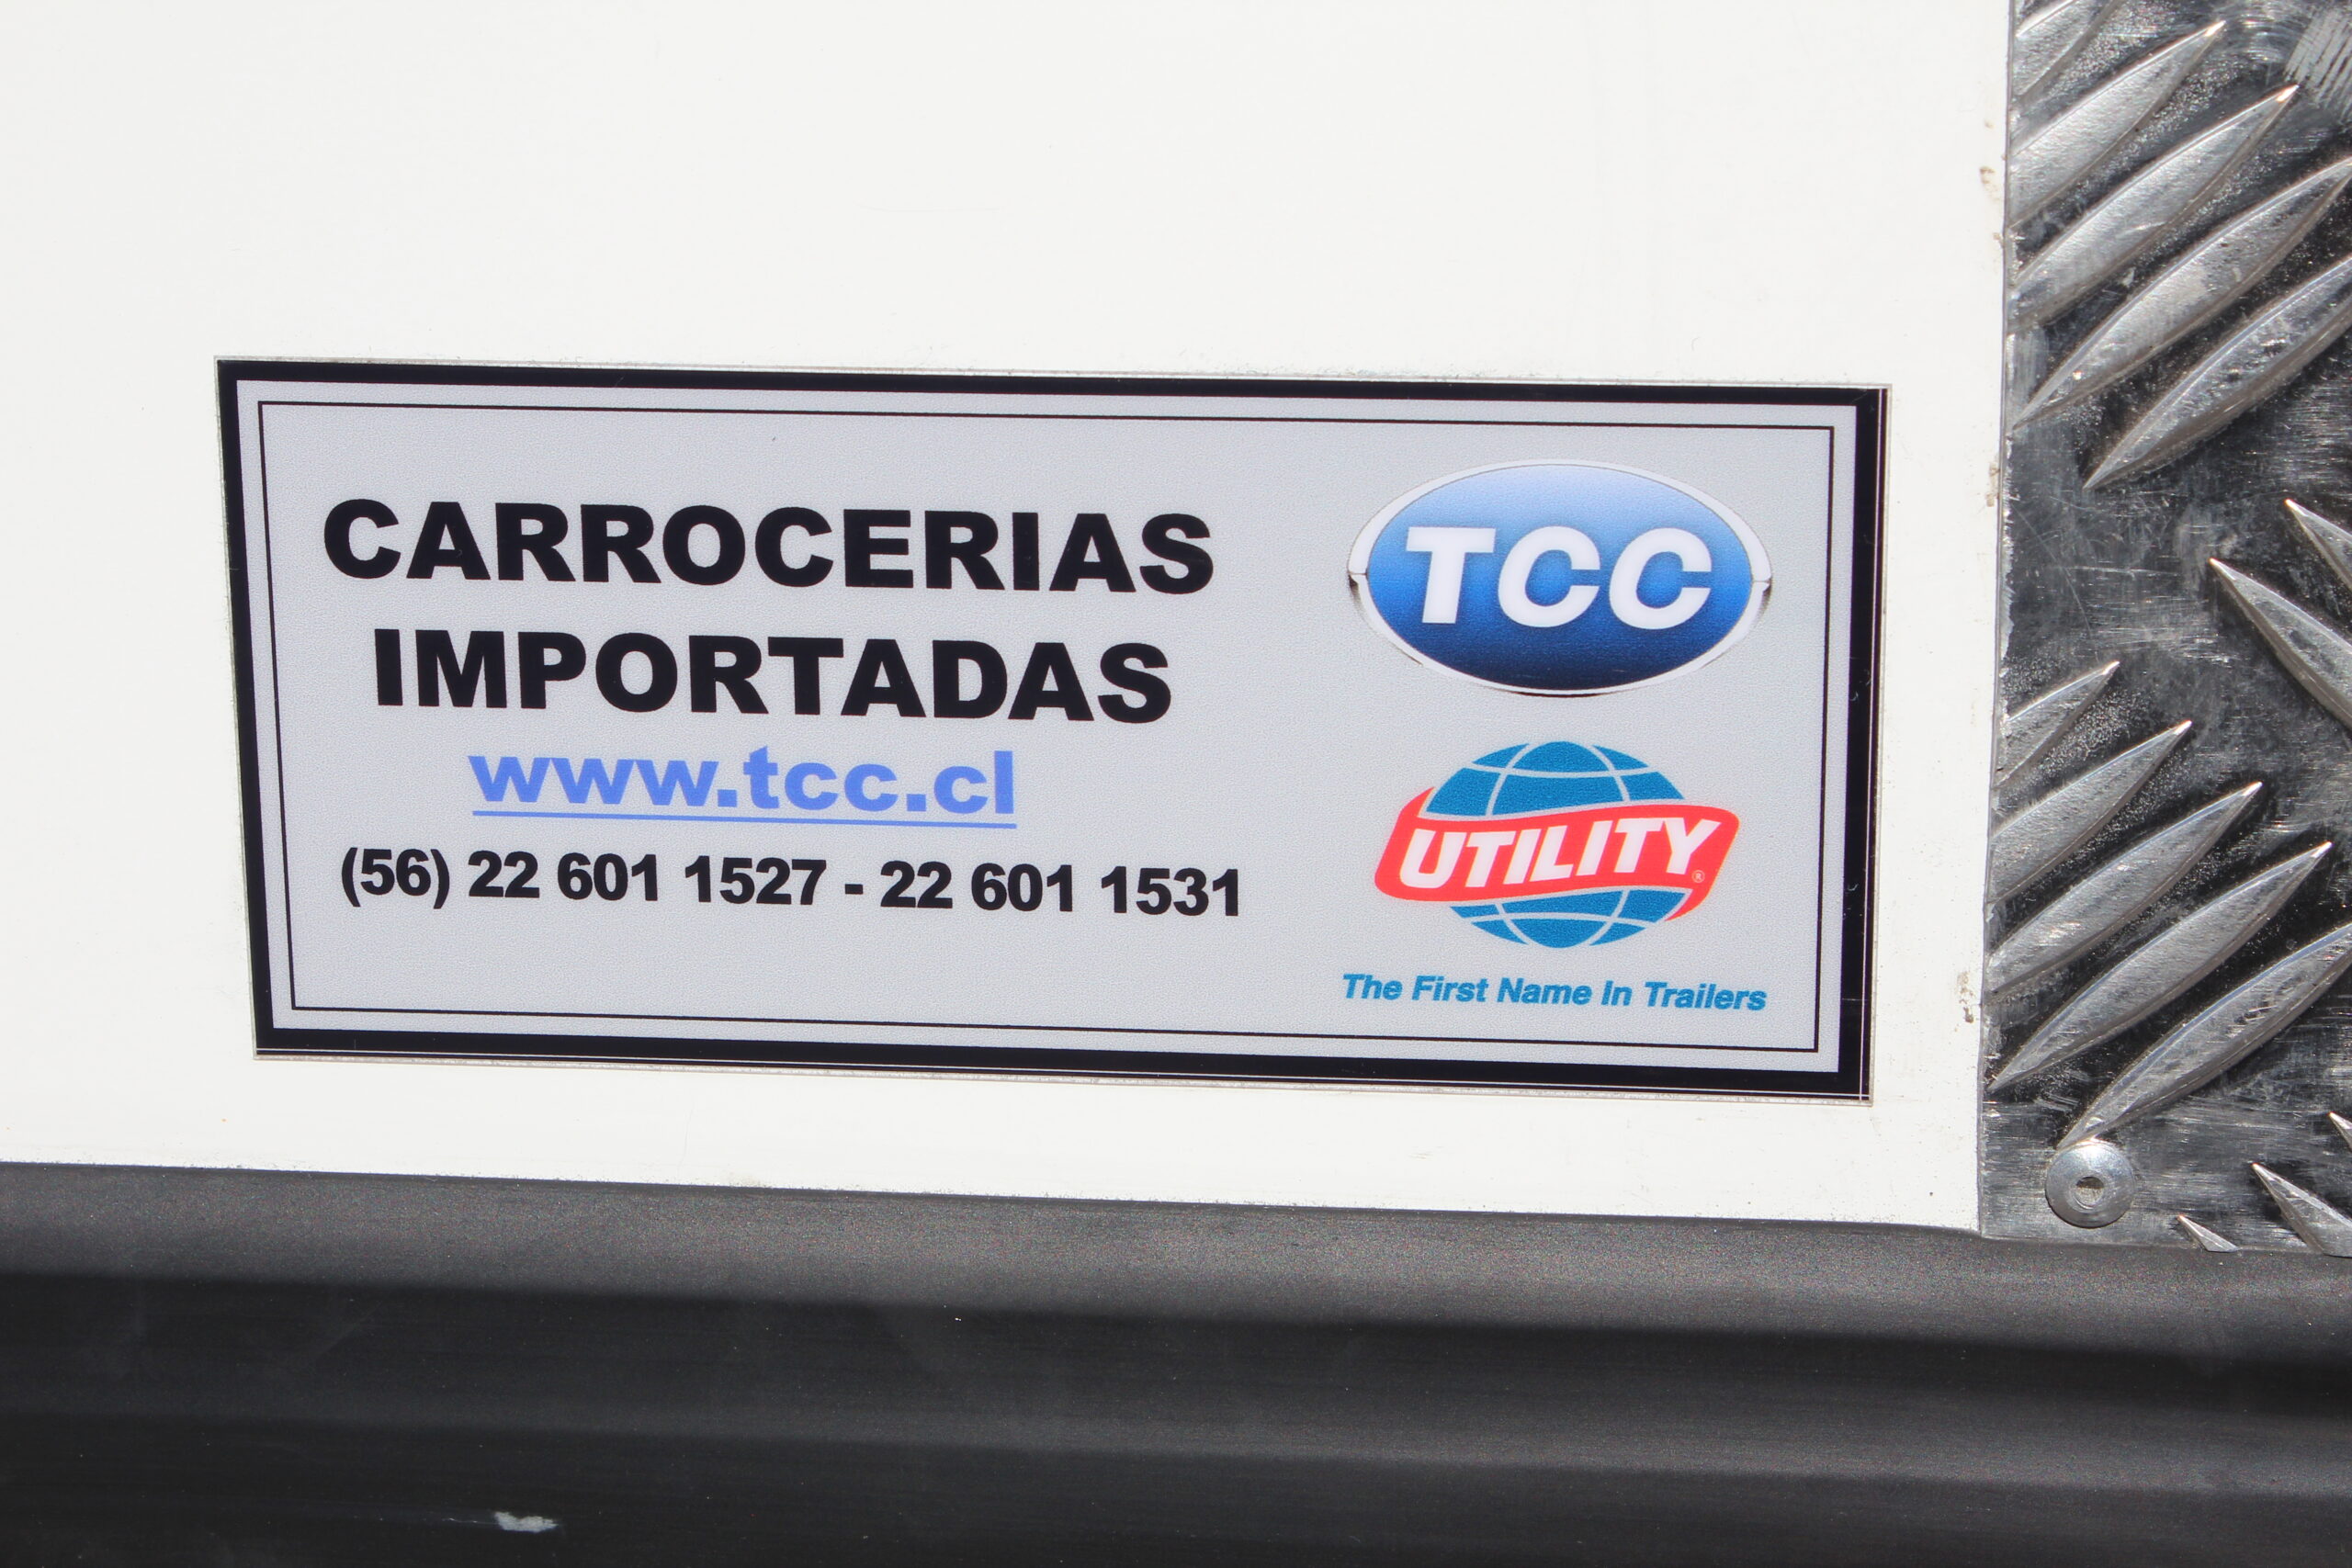 CARROCERIAS
IMPORTADAS
www.tcc.cl
(56) 22 601 1527 - 22 601 1531
TCC
UTILITY®
The First Name In Trailers